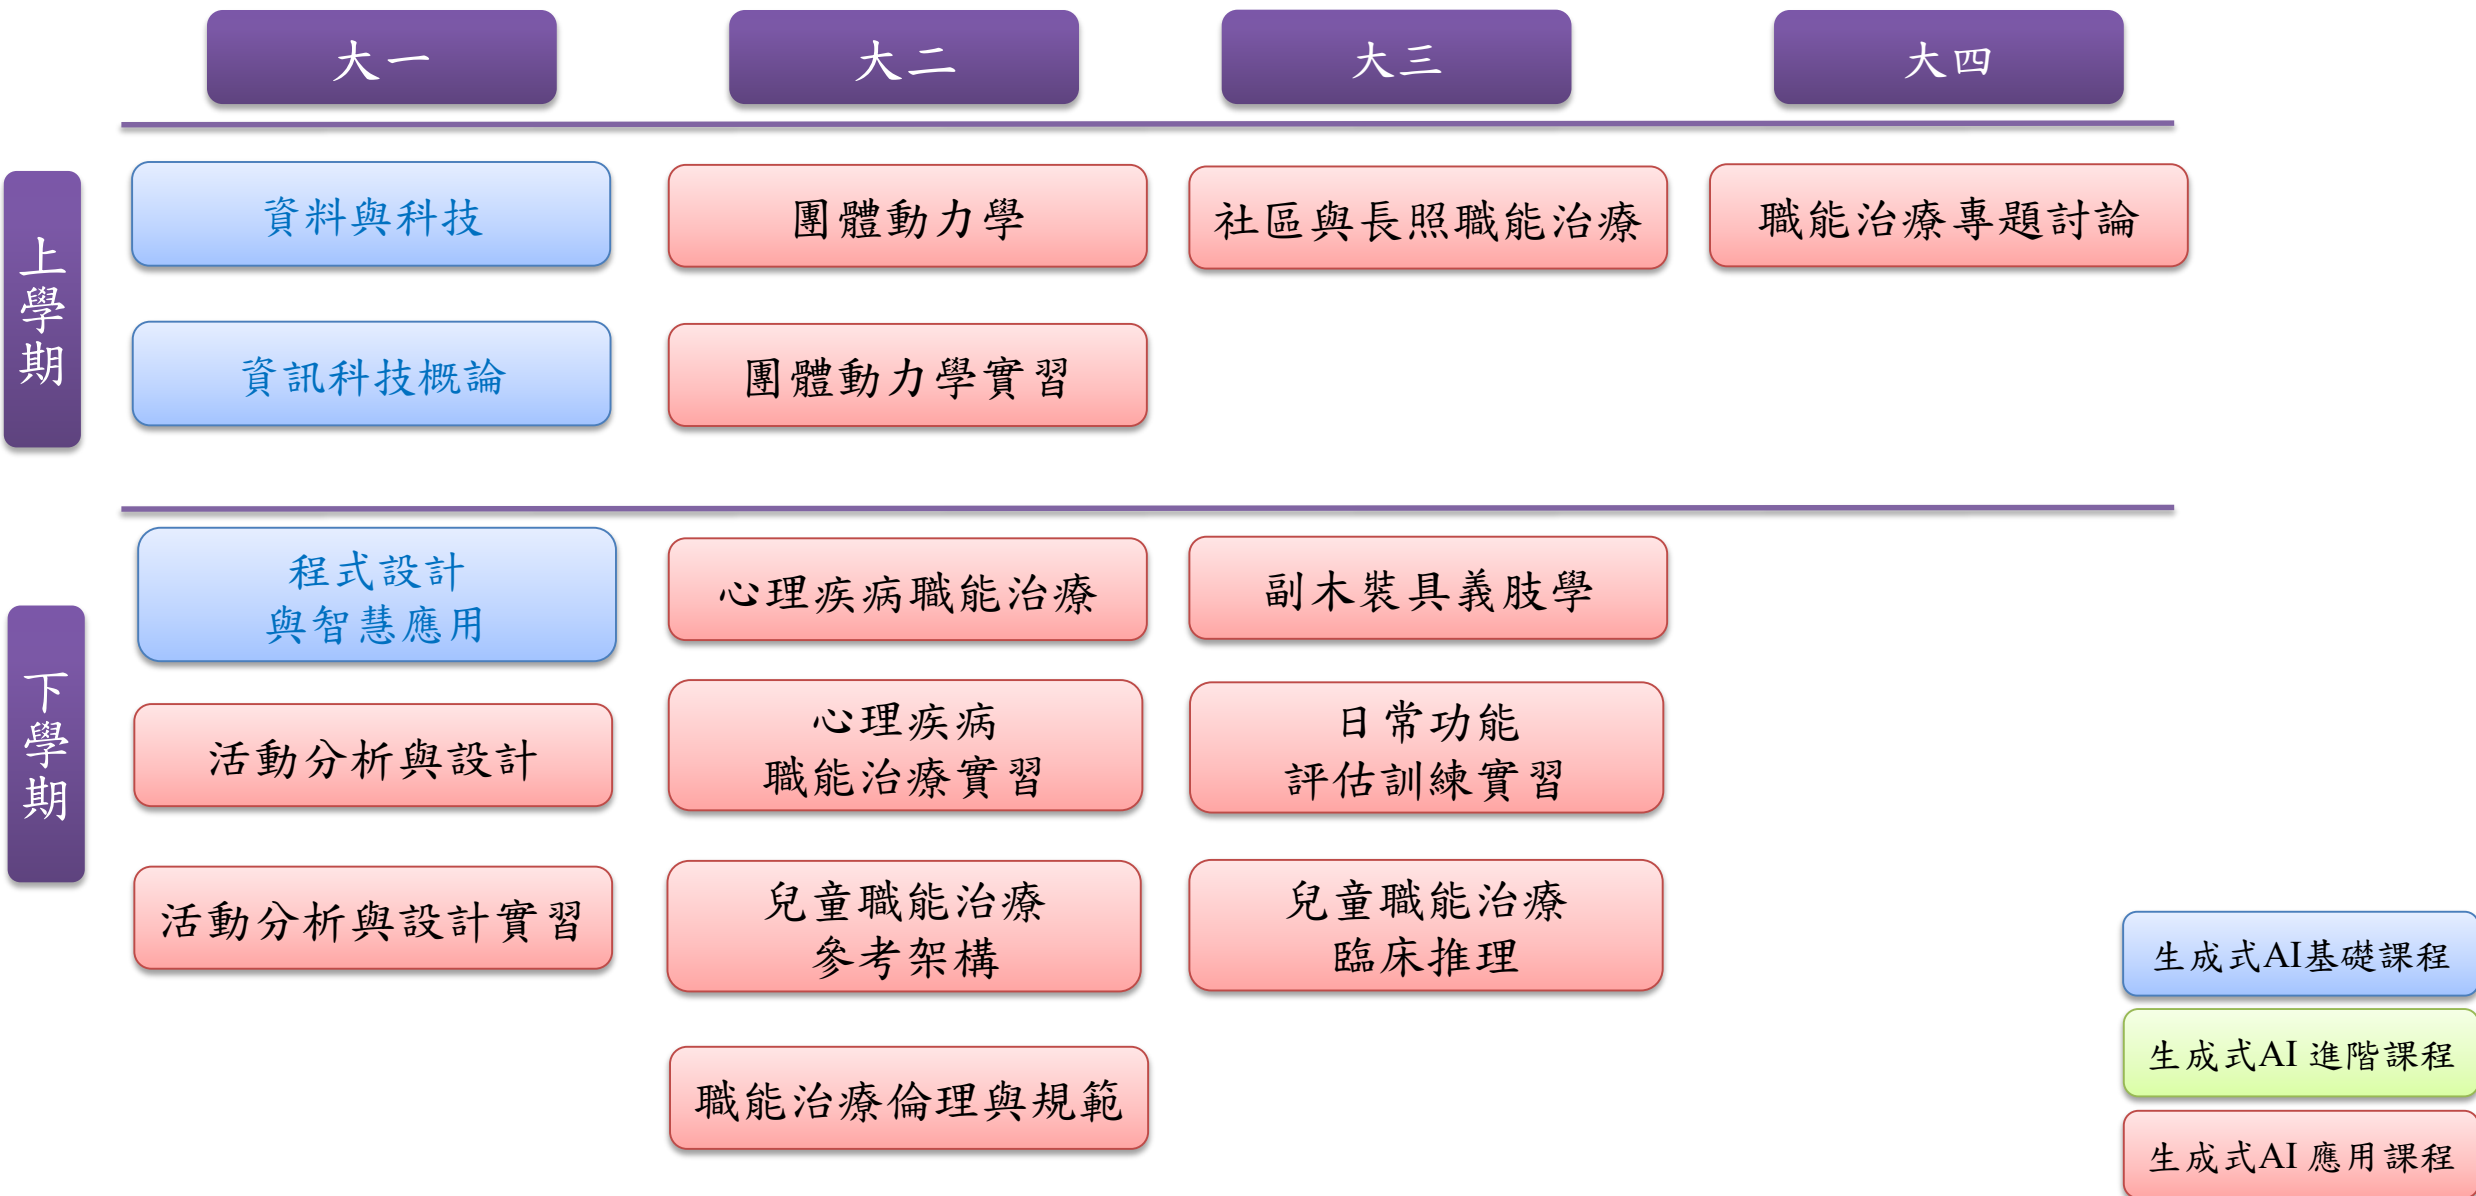 大一
大二
大三
大四
上學期
資料與科技
團體動力學
社區與長照職能治療
職能治療專題討論
資訊科技概論
團體動力學實習
下學期
程式設計
與智慧應用
心理疾病職能治療
副木裝具義肢學
活動分析與設計
心理疾病
職能治療實習
日常功能
評估訓練實習
活動分析與設計實習
兒童職能治療
參考架構
兒童職能治療
臨床推理
職能治療倫理與規範
生成式AI基礎課程
生成式AI 進階課程
生成式AI 應用課程